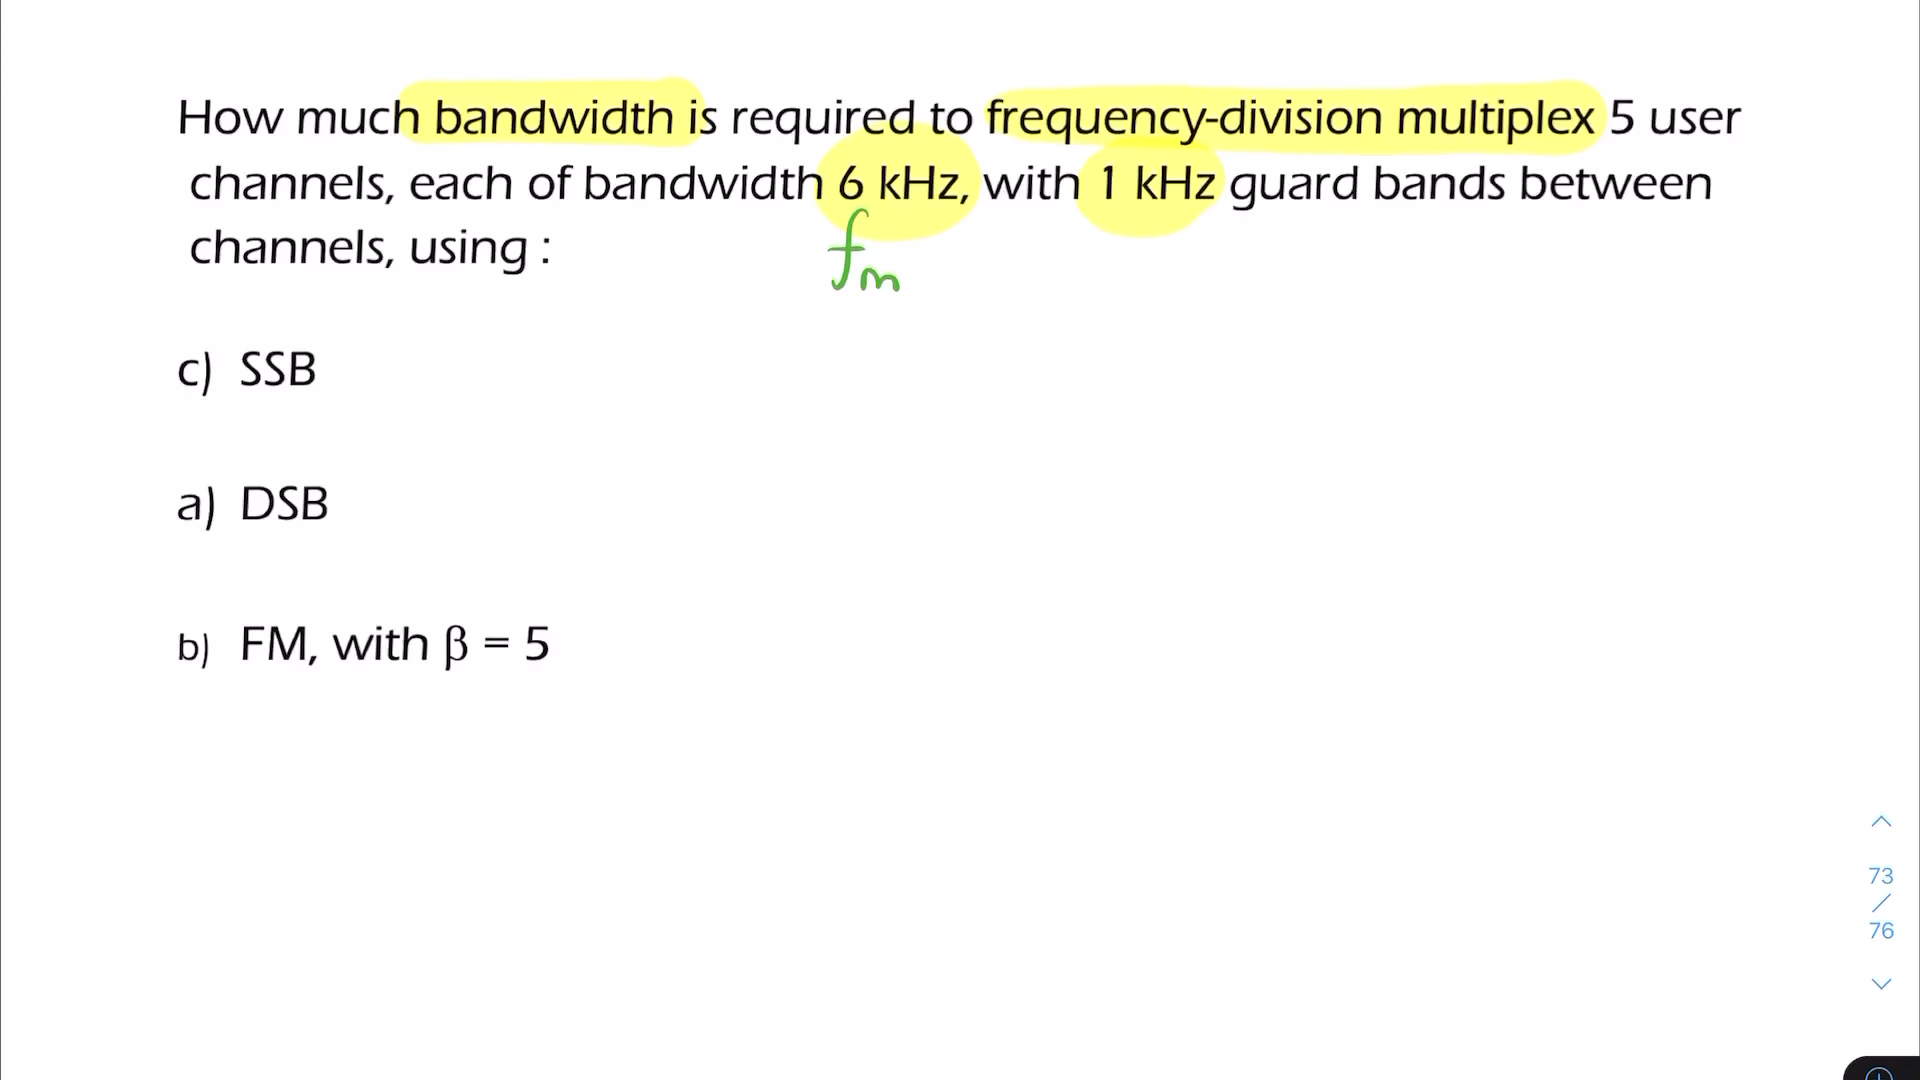 How much bandwidth is required to frequency-division multiplex 5 user
channels, each of bandwidth 6 kHz, with 1 kHz guard bands between
channels, using :
fm
c) SSB
a) DSB
b) FM, with β = 5
73
/
76